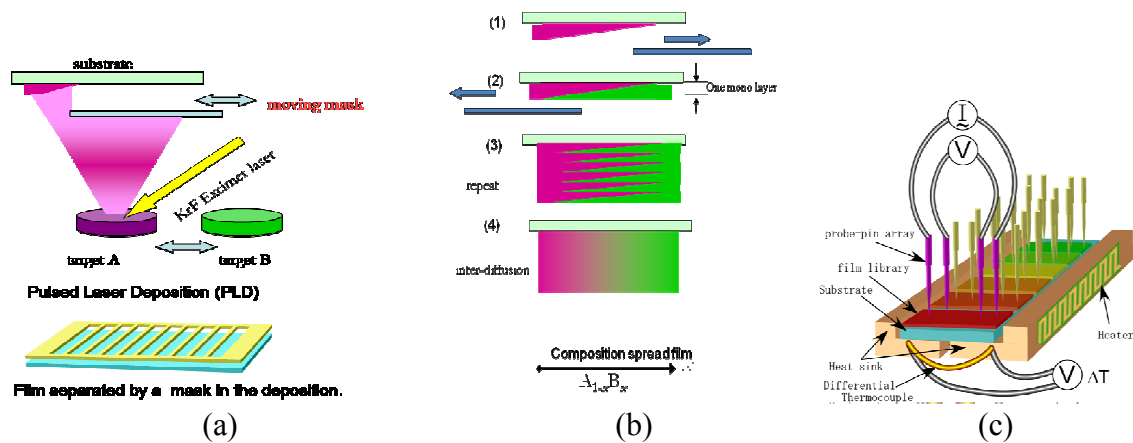 substrate
moving mask
KrF Excimer laser
target A
target B
Pulsed Laser Deposition (PLD)
Film separated by a mask in the deposition.
(a)
(1)
(2)
One mono layer
(3)
repeat
(4)
inter-diffusion
Composition spread film
A1-xBx
(b)
I
V
probe-pin array
film library
Substrate
Heater
Heat sink
Differential
Thermocouple
V ΔT
(c)